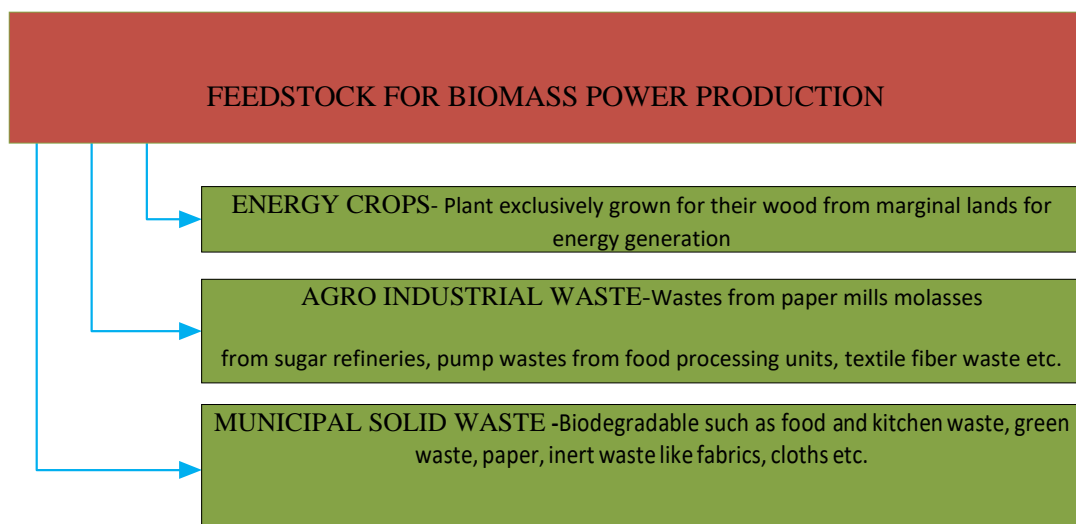 FEEDSTOCK FOR BIOMASS POWER PRODUCTION
ENERGY CROPS- Plant exclusively grown for their wood from marginal lands for
energy generation
AGRO INDUSTRIAL WASTE-Wastes from paper mills molasses
from sugar refineries, pump wastes from food processing units, textile fiber waste etc.
MUNICIPAL SOLID WASTE -Biodegradable such as food and kitchen waste, green
waste, paper, inert waste like fabrics, cloths etc.